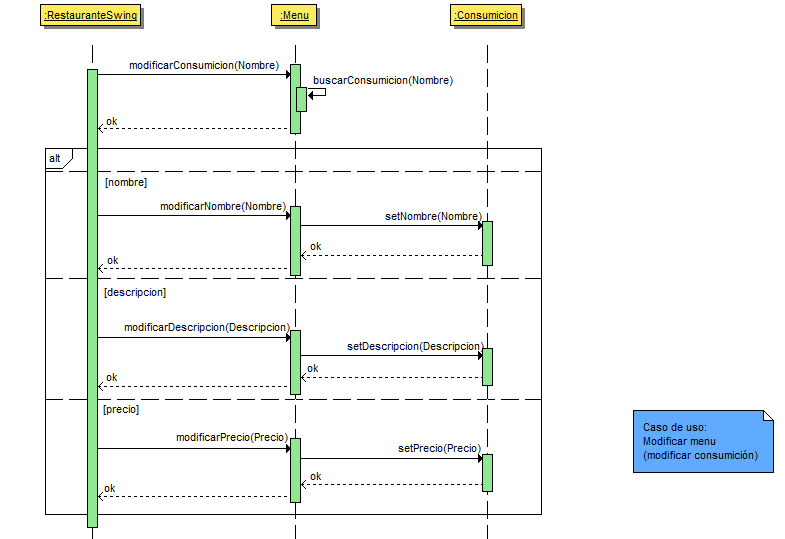 :RestauranteSwing
:Menu
:Consumicion
modificarConsumicion(Nombre)
buscarConsumicion(Nombre)
ok
alt
[nombre]
modificarNombre(Nombre)
setNombre(Nombre)
ok
ok
[descripcion]
modificarDescripcion(Descripcion)
setDescripcion(Descripcion)
ok
ok
[precio]
modificarPrecio(Precio)
setPrecio(Precio)
ok
ok
Caso de uso:
Modificar menu
(modificar consumición)